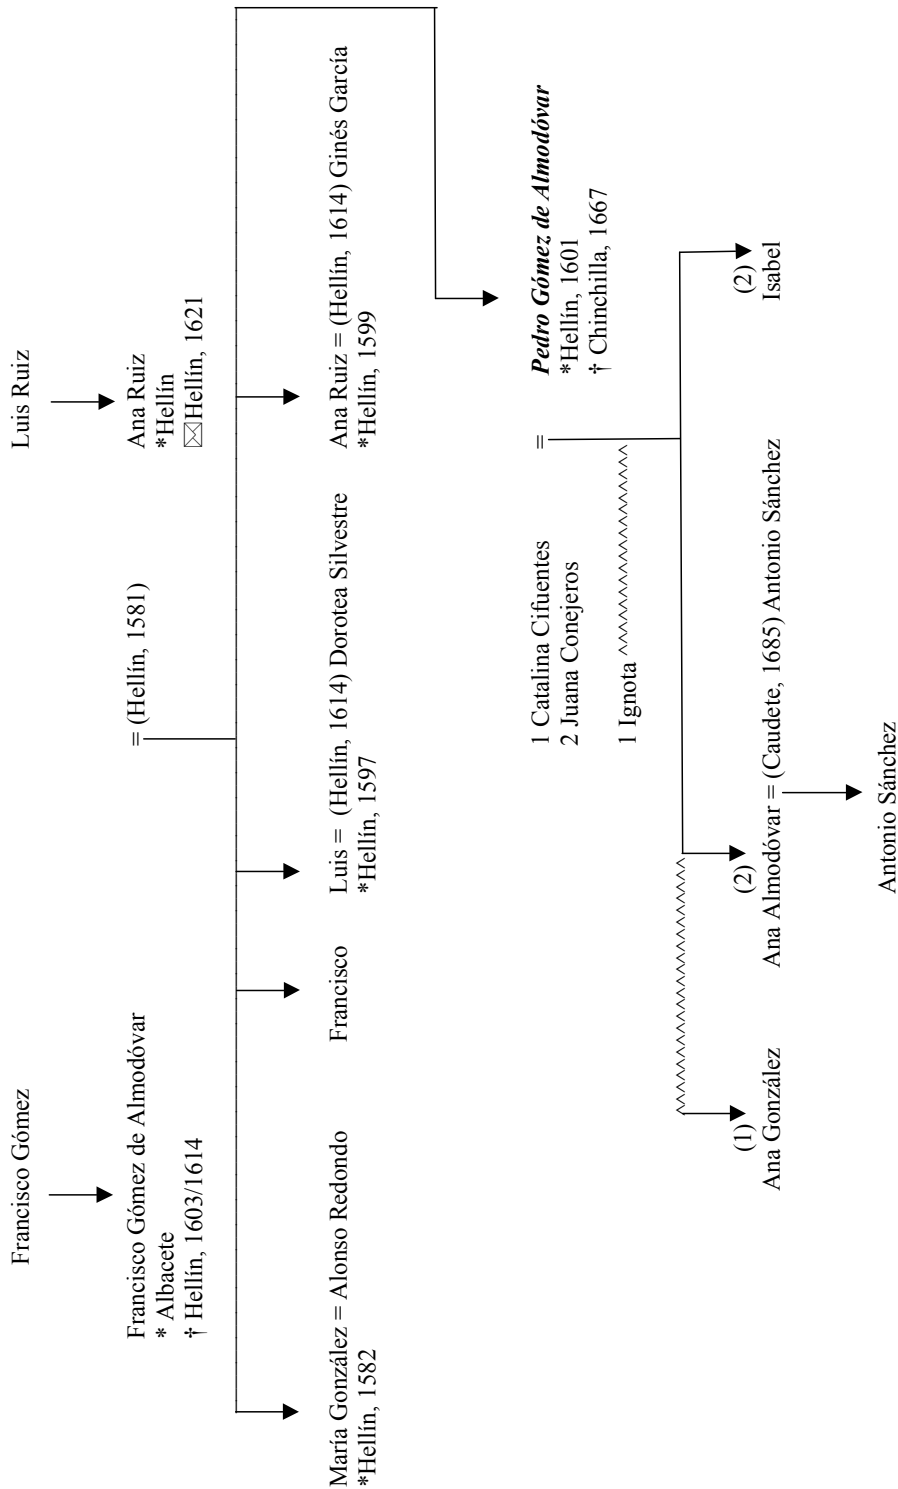 Francisco Gómez
Luis Ruiz
Francisco Gómez de Almodóvar
* Albacete
† Hellín, 1603/1614
= (Hellín, 1581)
Ana Ruiz
*Hellín
✉Hellín, 1621
María González = Alonso Redondo
*Hellín, 1582
Francisco
Luis = (Hellín, 1614) Dorotea Silvestre
*Hellín, 1597
Ana Ruiz = (Hellín, 1614) Ginés García
*Hellín, 1599
1 Catalina Cifuentes
2 Juana Conejeros
1 Ignota
=
Pedro Gómez de Almodóvar
*Hellín, 1601
† Chinchilla, 1667
(1)
Ana González
(2)
Ana Almodóvar = (Caudete, 1685) Antonio Sánchez
(2)
Isabel
Antonio Sánchez